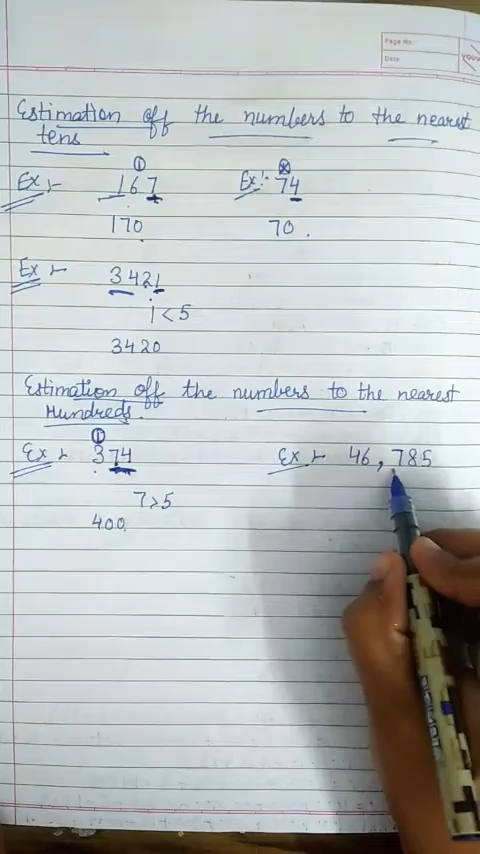 Page No.
Date
YOUVA
Estimation off the numbers to the nearest
tens
Ex:- 167 Ex:- 74
170 70.
Ex:- 3421
1<5
3420
Estimation off the numbers to the nearest
Hundreds.
Ex:- 374 Ex:- 46,785
7>5
400.